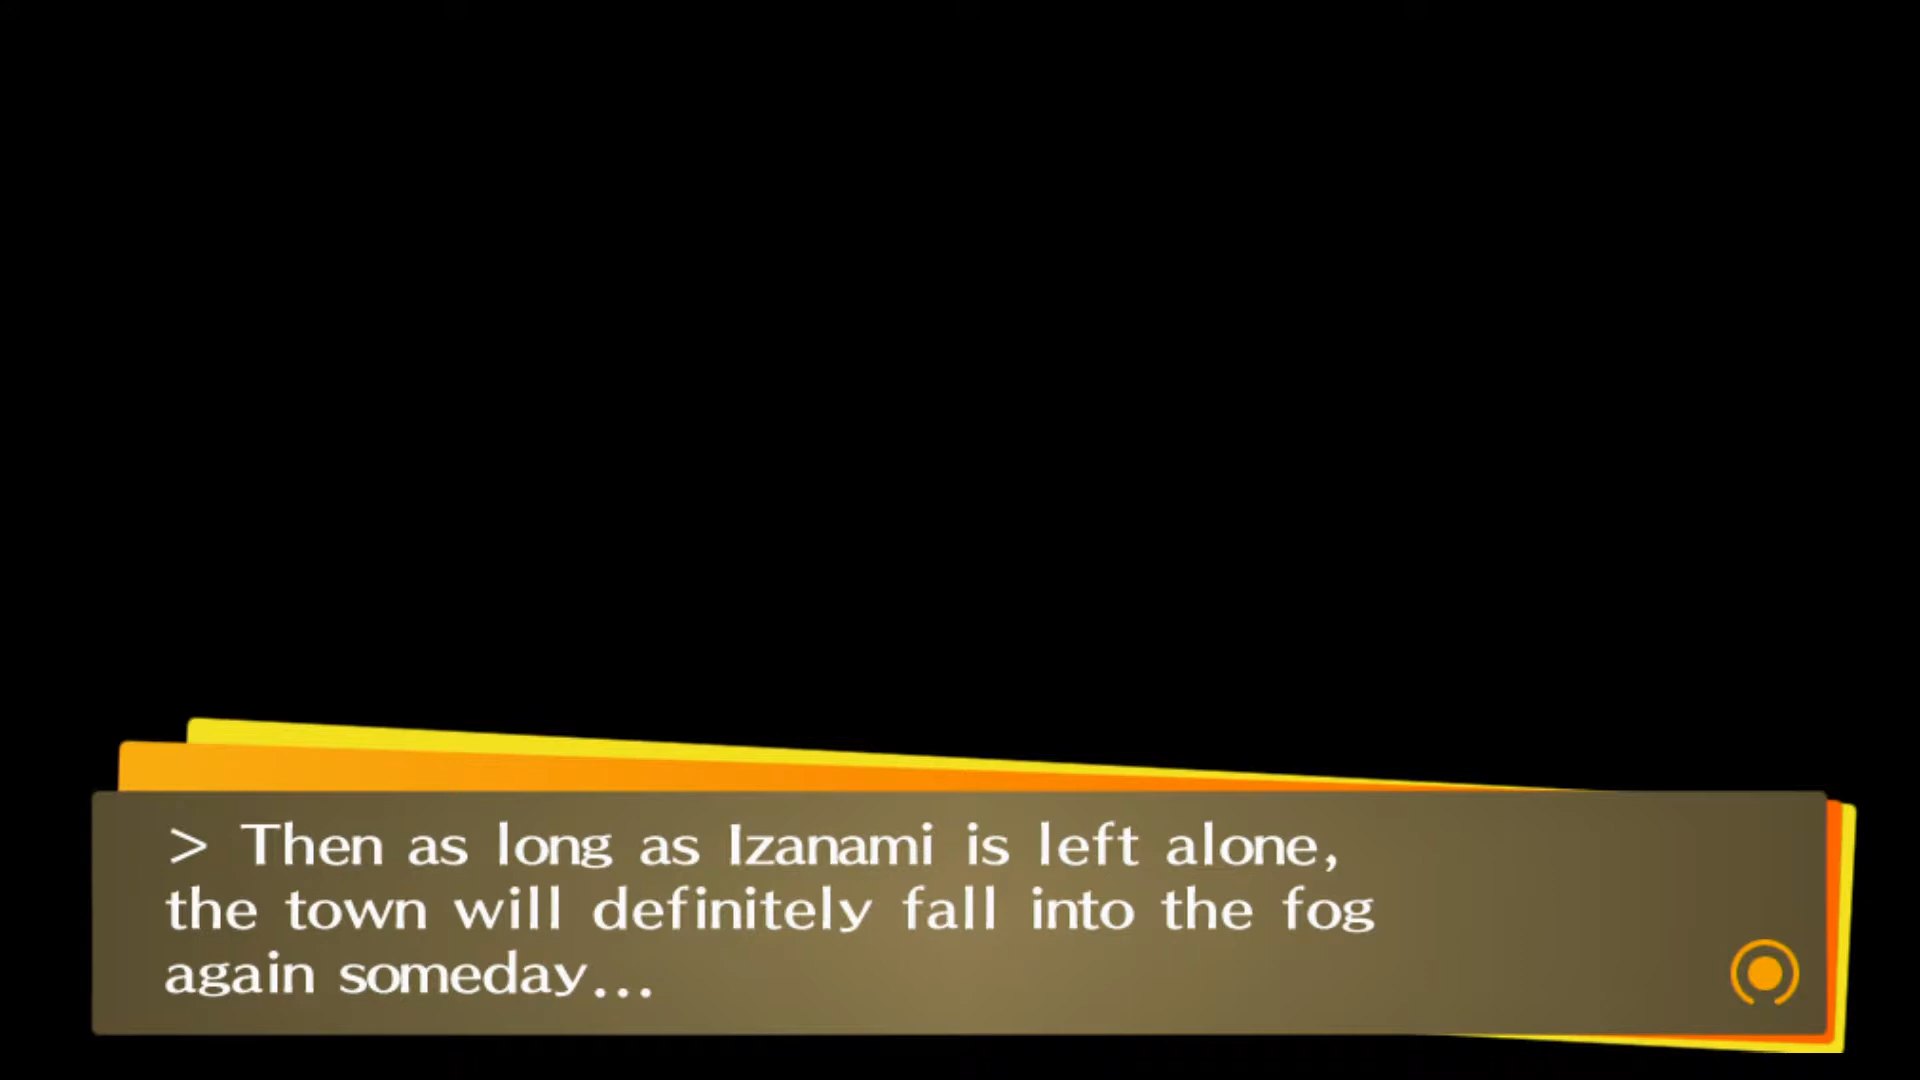 > Then as long as Izanami is left alone,
the town will definitely fall into the fog
again someday...